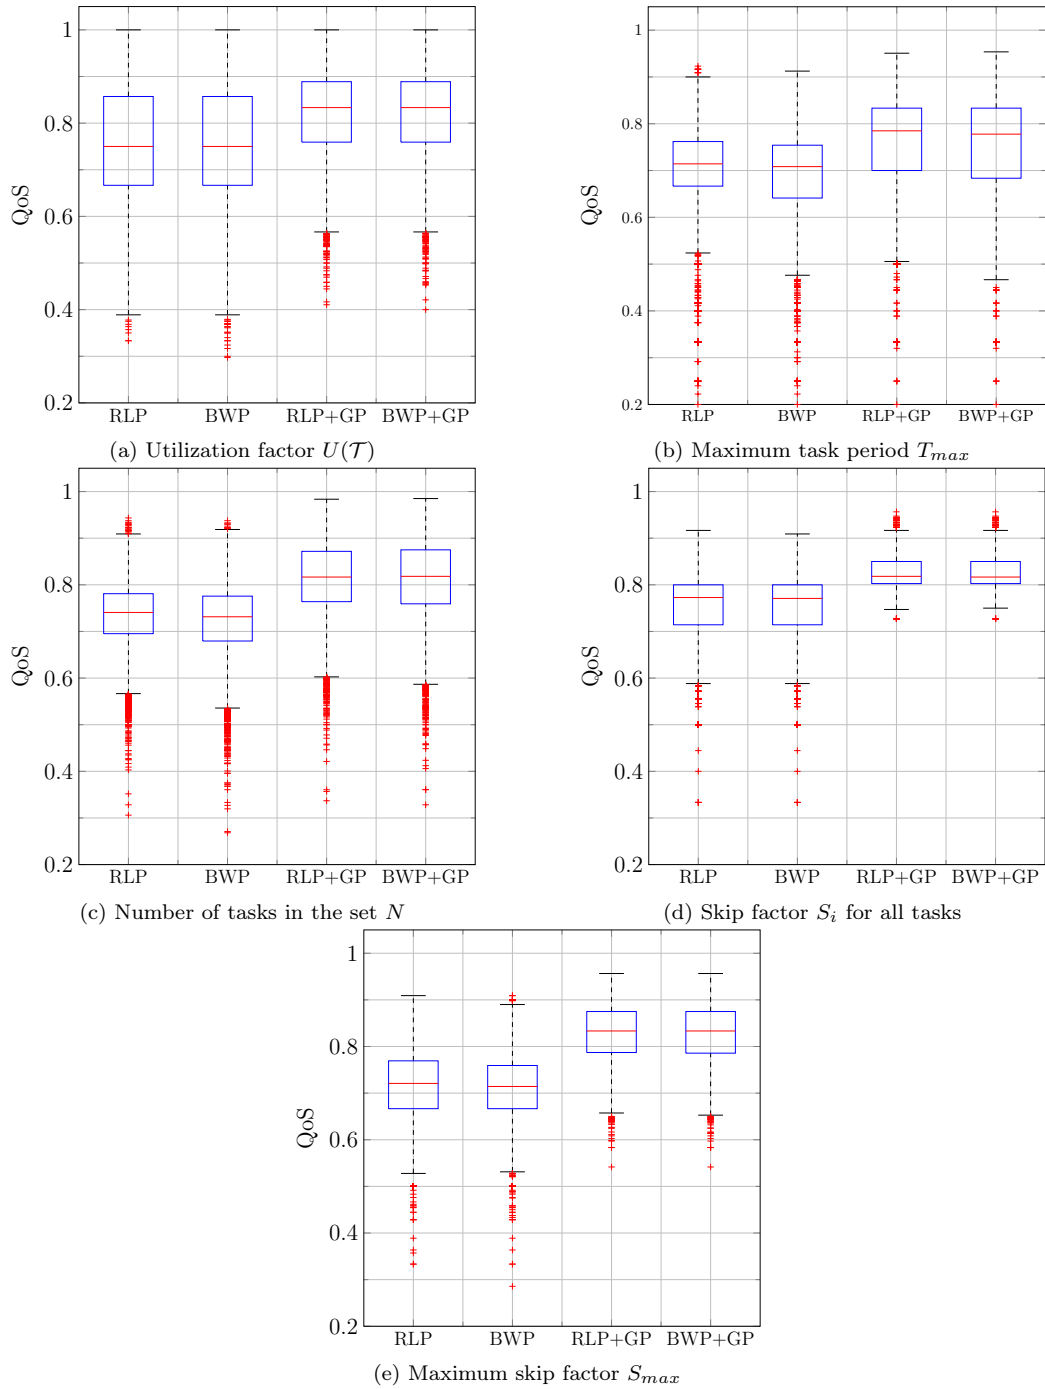 1
0.8
0.6
0.4
0.2
QoS
RLP
BWP
RLP+GP
BWP+GP
(a) Utilization factor U(𝒯)
1
0.8
0.6
0.4
0.2
QoS
RLP
BWP
RLP+GP
BWP+GP
(b) Maximum task period T_max
1
0.8
0.6
0.4
0.2
QoS
RLP
BWP
RLP+GP
BWP+GP
(c) Number of tasks in the set N
1
0.8
0.6
0.4
0.2
QoS
RLP
BWP
RLP+GP
BWP+GP
(d) Skip factor S_i for all tasks
1
0.8
0.6
0.4
0.2
QoS
RLP
BWP
RLP+GP
BWP+GP
(e) Maximum skip factor S_max